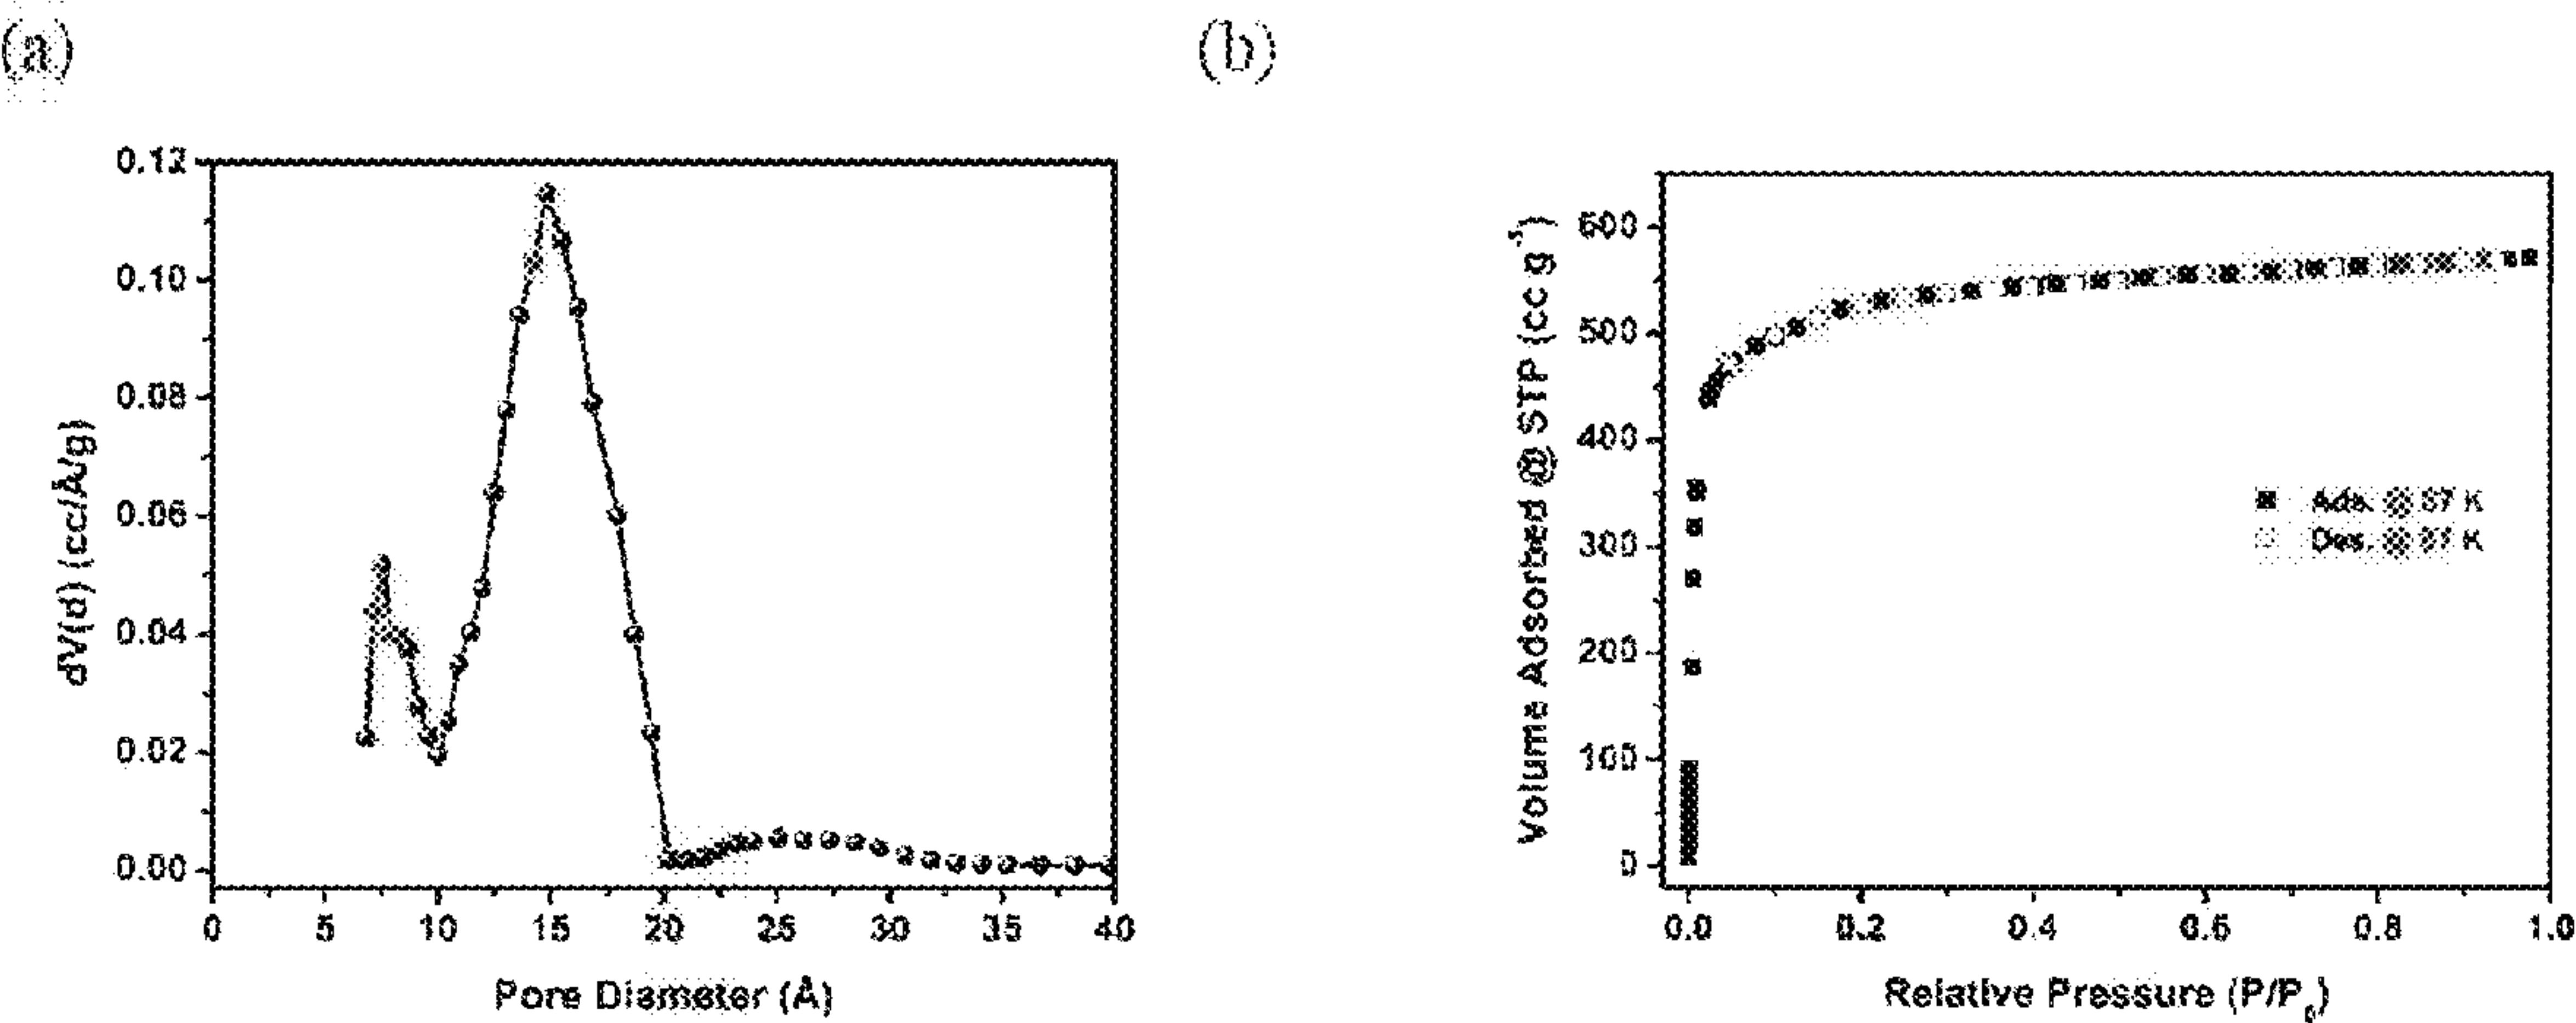 (a)
(b)
0.12
0.10
0.08
0.06
0.04
0.02
0.00
dV(d) (cc/Å/g)
0 5 10 15 20 25 30 35 40
Pore Diameter (Å)
600
500
400
300
200
100
0
Volume Adsorbed @ STP (cc g⁻¹)
Ads. @ 87 K
Des. @ 87 K
0.0 0.2 0.4 0.6 0.8 1.0
Relative Pressure (P/P₀)